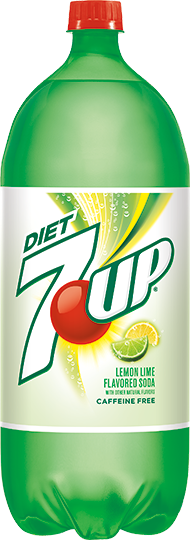 DIET
7UP®
LEMON LIME
FLAVORED SODA
WITH OTHER NATURAL FLAVORS
CAFFEINE FREE